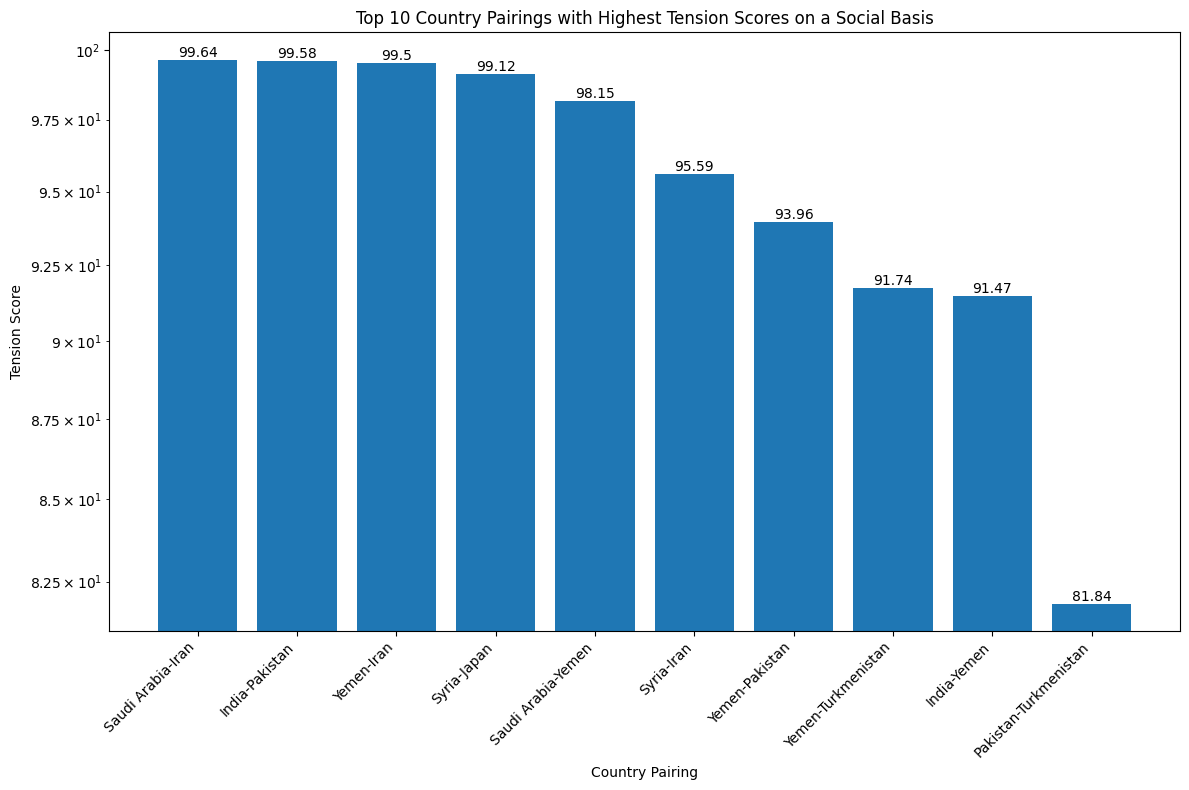 Top 10 Country Pairings with Highest Tension Scores on a Social Basis
Tension Score
10²
9.75 × 10¹
9.5 × 10¹
9.25 × 10¹
9 × 10¹
8.75 × 10¹
8.5 × 10¹
8.25 × 10¹
99.64
99.58
99.5
99.12
98.15
95.59
93.96
91.74
91.47
81.84
Saudi Arabia-Iran
India-Pakistan
Yemen-Iran
Syria-Japan
Saudi Arabia-Yemen
Syria-Iran
Yemen-Pakistan
Yemen-Turkmenistan
India-Yemen
Pakistan-Turkmenistan
Country Pairing